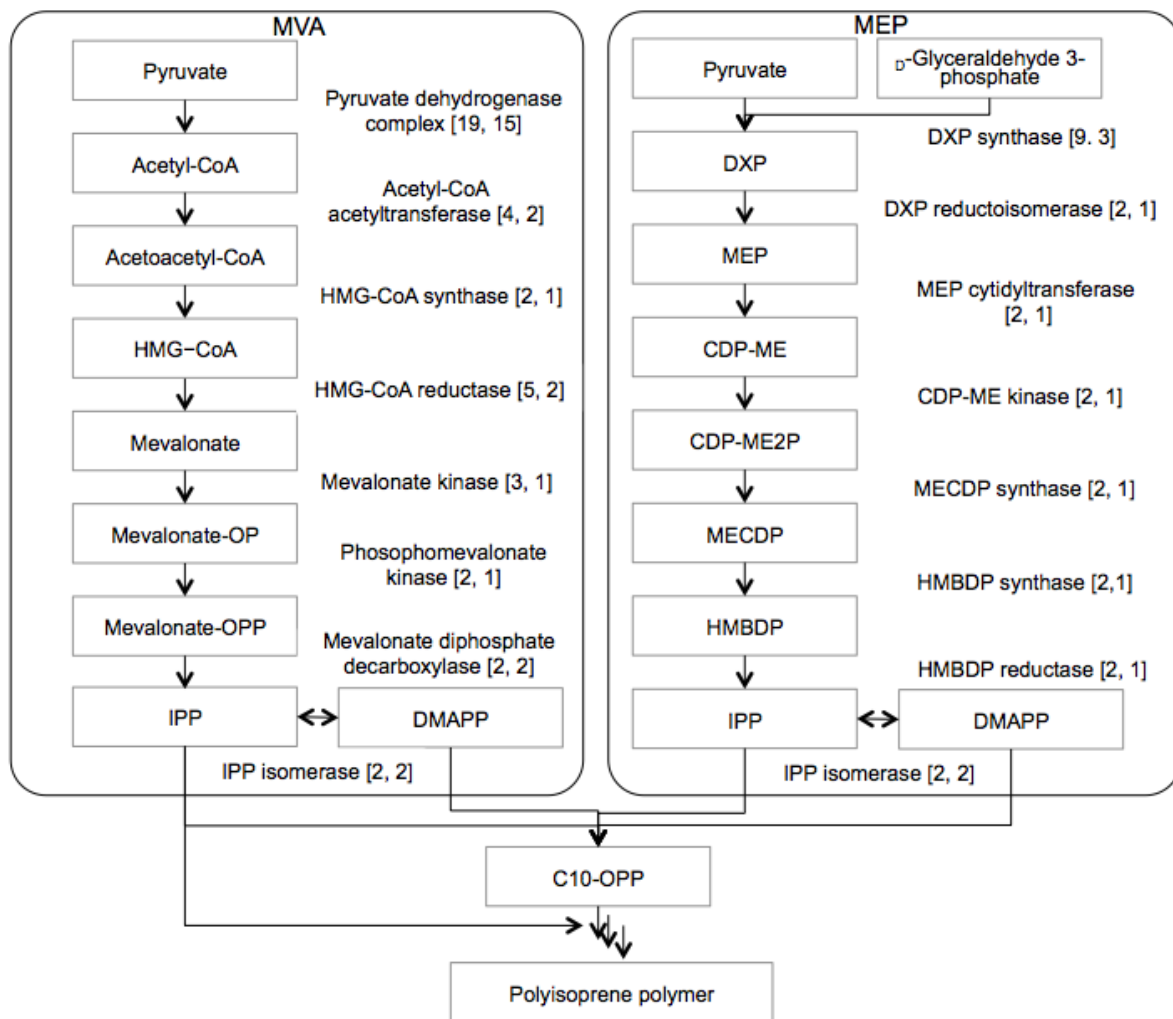 MVA
Pyruvate
Pyruvate dehydrogenase
complex [19, 15]
Acetyl-CoA
Acetyl-CoA
acetyltransferase [4, 2]
Acetoacetyl-CoA
HMG-CoA synthase [2, 1]
HMG−CoA
HMG-CoA reductase [5, 2]
Mevalonate
Mevalonate kinase [3, 1]
Mevalonate-OP
Phosophomevalonate
kinase [2, 1]
Mevalonate-OPP
Mevalonate diphosphate
decarboxylase [2, 2]
IPP
DMAPP
IPP isomerase [2, 2]
MEP
Pyruvate
D-Glyceraldehyde 3-
phosphate
DXP synthase [9. 3]
DXP
DXP reductoisomerase [2, 1]
MEP
MEP cytidyltransferase
[2, 1]
CDP-ME
CDP-ME kinase [2, 1]
CDP-ME2P
MECDP synthase [2, 1]
MECDP
HMBDP synthase [2,1]
HMBDP
HMBDP reductase [2, 1]
IPP
DMAPP
IPP isomerase [2, 2]
C10-OPP
Polyisoprene polymer